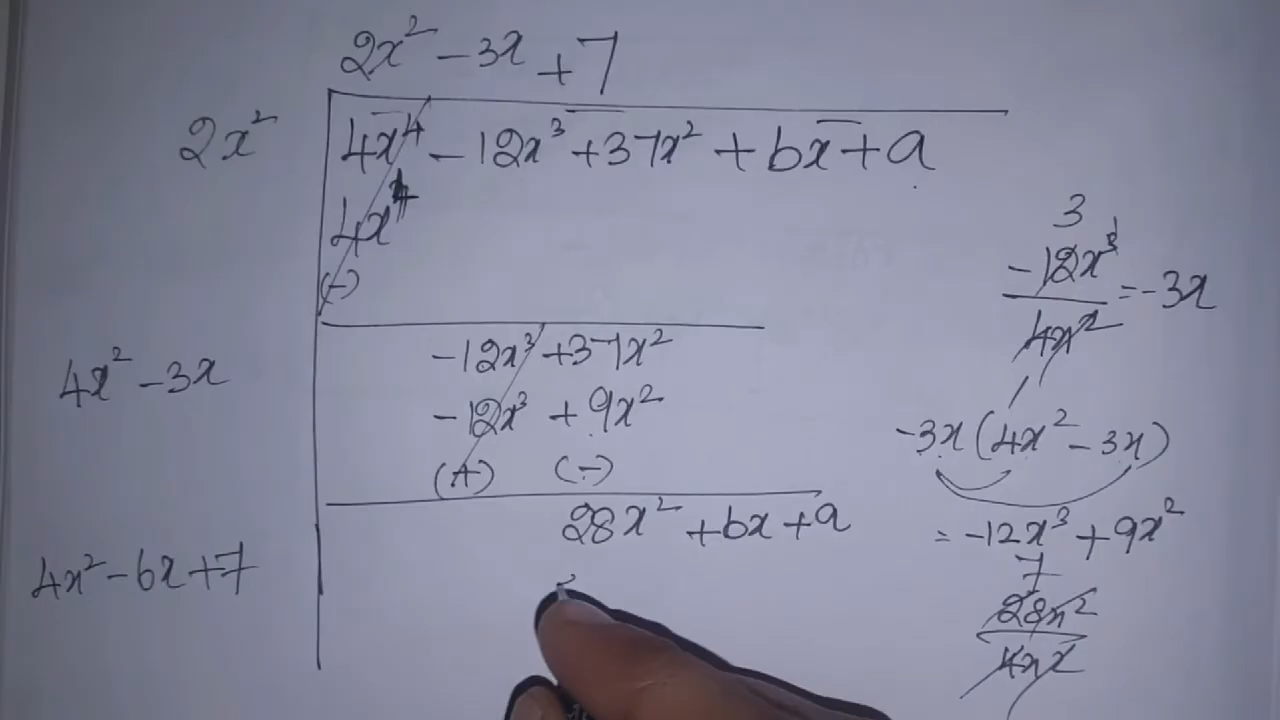 2x² - 3x + 7
2x² 4x⁴ - 12x³ + 37x² + bx + a
4x⁴
(-)
4x² - 3x -12x³ + 37x²
-12x³ + 9x²
(+) (-)
4x² - 6x + 7 28x² + bx + a
3
-12x³ / 4x² = -3x
-3x (4x² - 3x)
= -12x³ + 9x²
7
28x² / 4x²